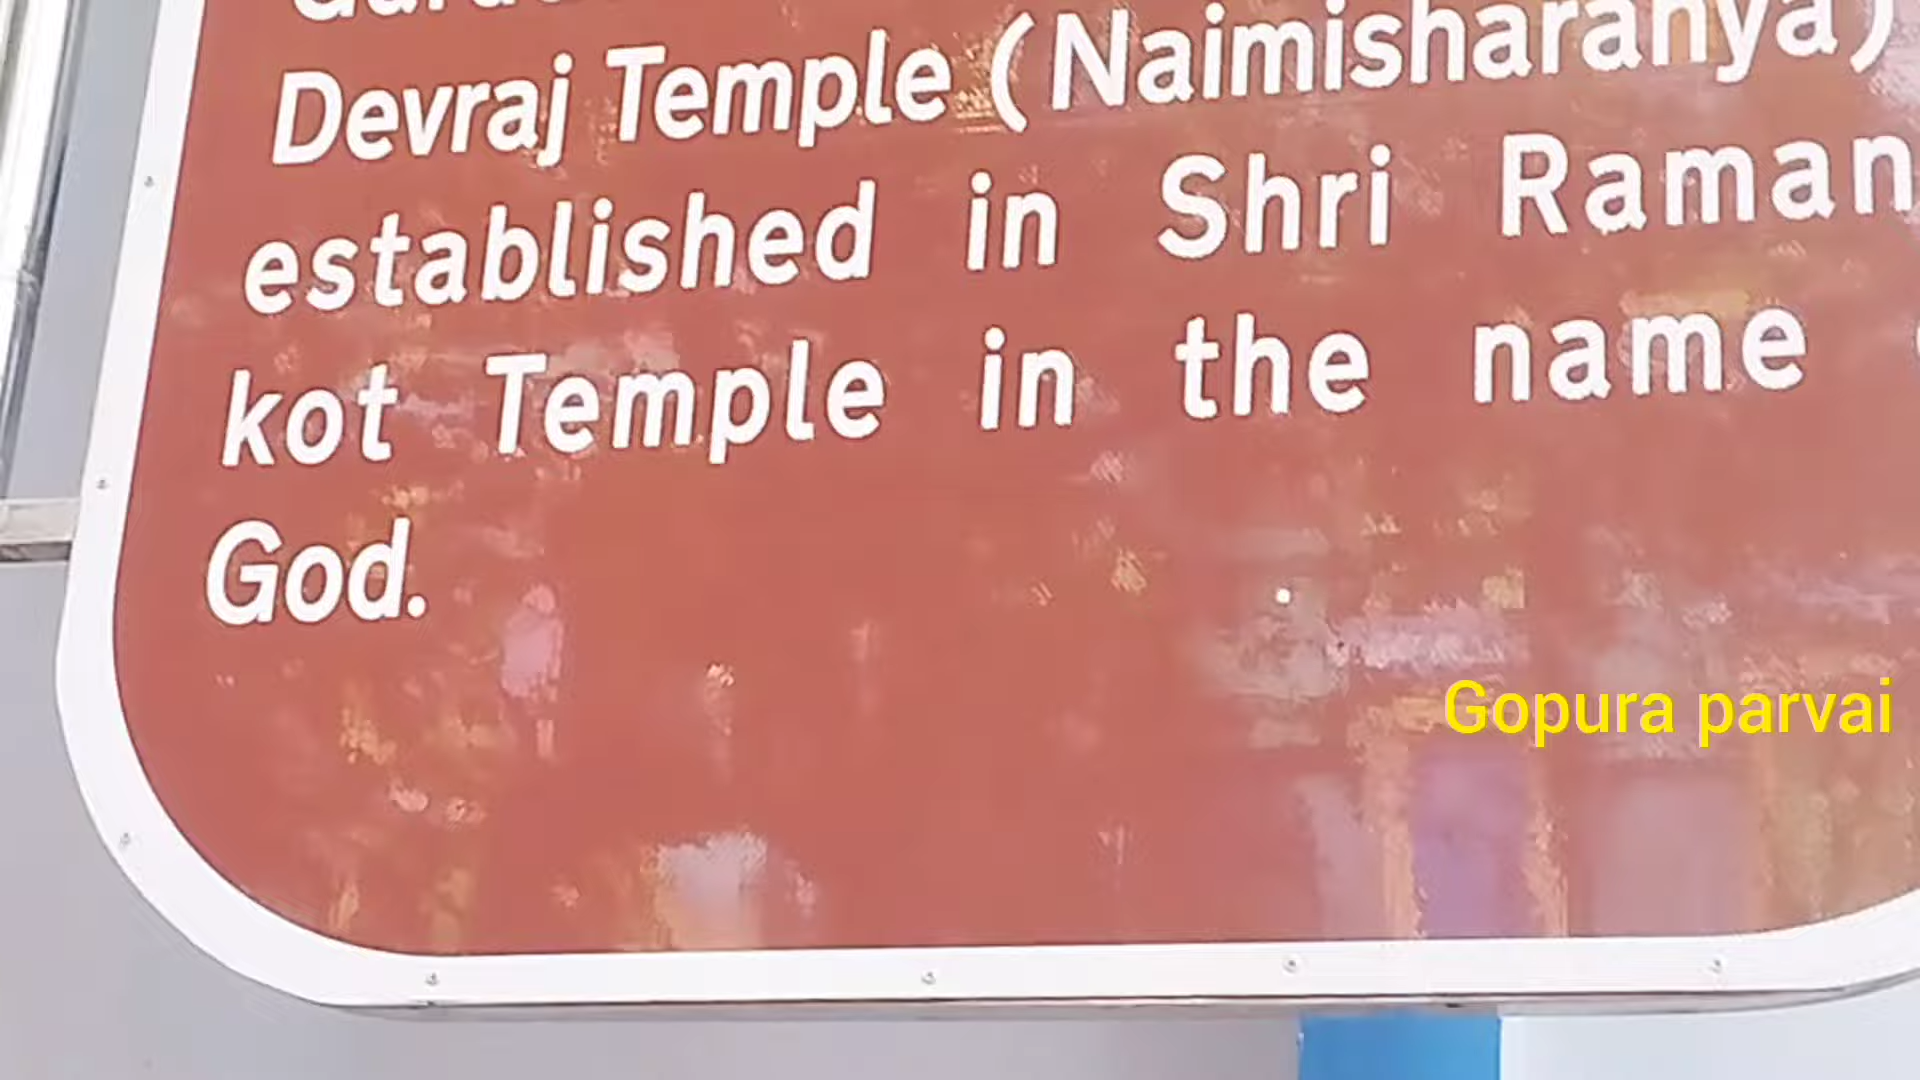 Devraj Temple (Naimisharanya)
established in Shri Raman
kot Temple in the name
God.
Gopura parvai